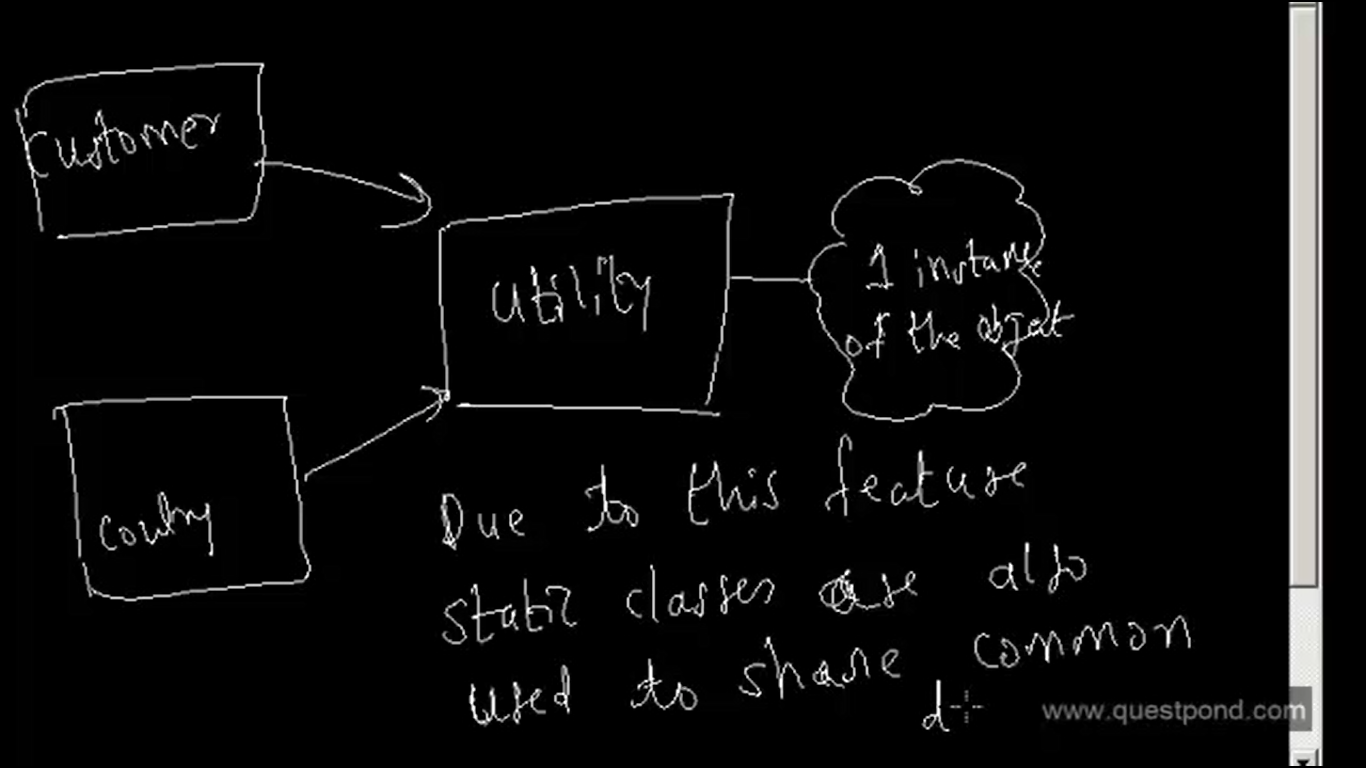 Customer
Utility
1 instance
of the object
Country
Due to this feature
static classes are also
used to share common
d
www.questpond.com